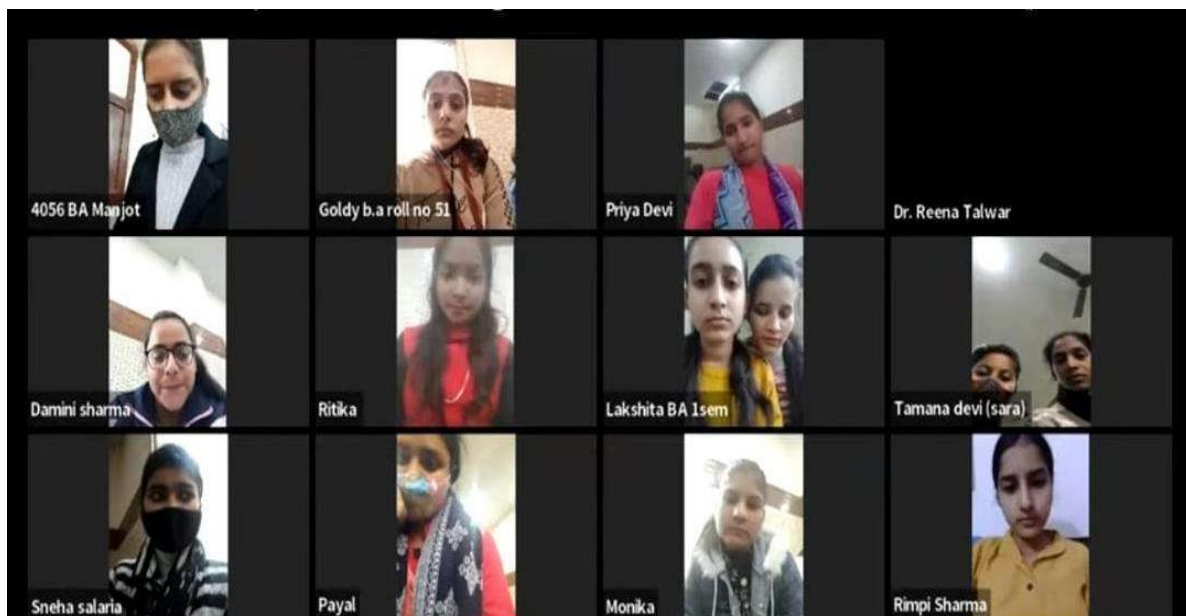 4056 BA Manjot
Goldy b.a roll no 51
Priya Devi
Dr. Reena Talwar
Damini sharma
Ritika
Lakshita BA 1sem
Tamana devi (sara)
Sneha salaria
Payal
Monika
Rimpi Sharma